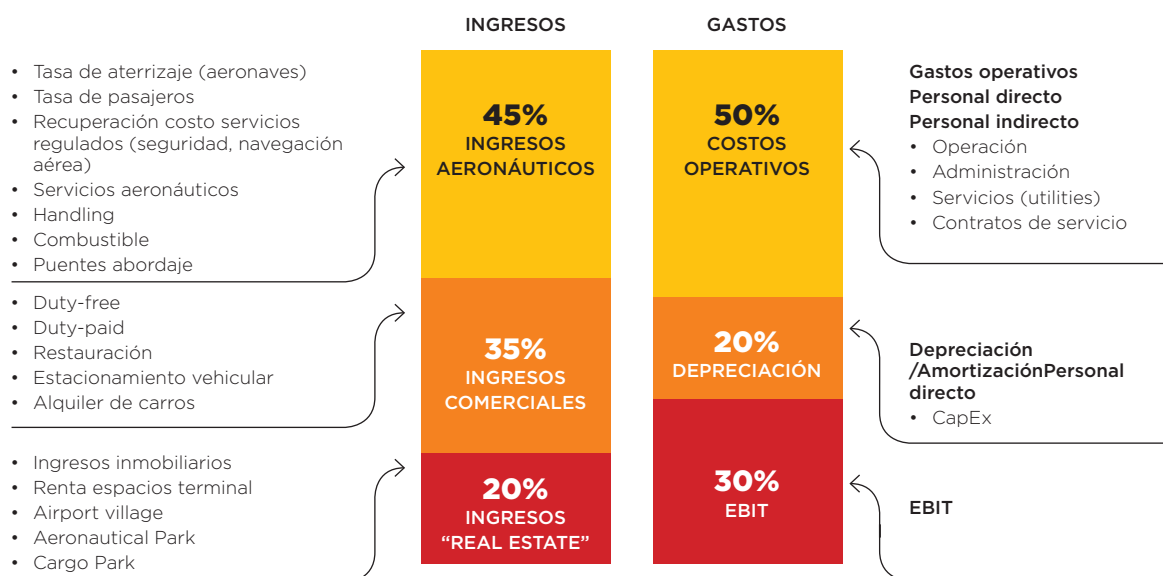 INGRESOS
GASTOS
• Tasa de aterrizaje (aeronaves)
• Tasa de pasajeros
• Recuperación costo servicios
regulados (seguridad, navegación
aérea)
• Servicios aeronáuticos
• Handling
• Combustible
• Puentes abordaje
• Duty-free
• Duty-paid
• Restauración
• Estacionamiento vehicular
• Alquiler de carros
• Ingresos inmobiliarios
• Renta espacios terminal
• Airport village
• Aeronautical Park
• Cargo Park
45%
INGRESOS
AERONÁUTICOS
35%
INGRESOS
COMERCIALES
20%
INGRESOS
“REAL ESTATE”
50%
COSTOS
OPERATIVOS
20%
DEPRECIACIÓN
30%
EBIT
Gastos operativos
Personal directo
Personal indirecto
• Operación
• Administración
• Servicios (utilities)
• Contratos de servicio
Depreciación
/AmortizaciónPersonal
directo
• CapEx
EBIT